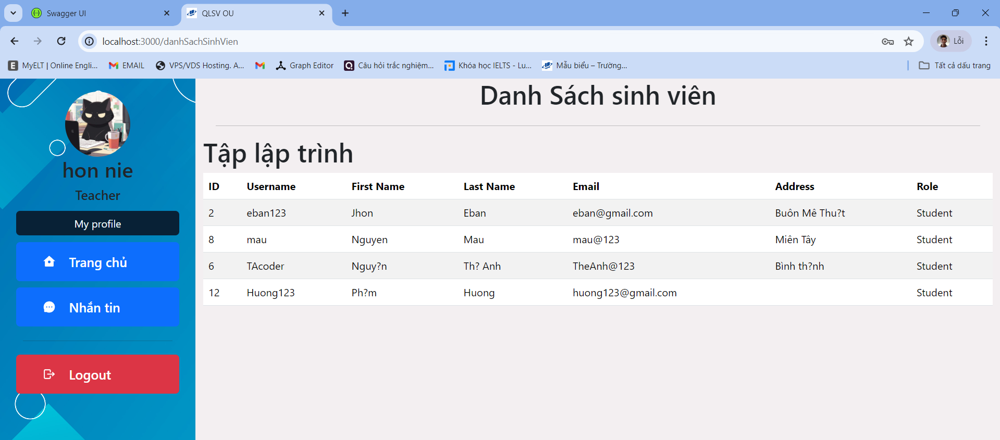 Swagger UI
QLSV OU
localhost:3000/danhSachSinhVien
Lỗi
MyELT | Online Engli...
EMAIL
VPS/VDS Hosting. A...
Graph Editor
Câu hỏi trắc nghiệm...
Khóa học IELTS - Lu...
Mẫu biểu – Trường...
Tất cả dấu trang
hon nie
Teacher
My profile
Trang chủ
Nhắn tin
Logout
Danh Sách sinh viên
Tập lập trình
ID Username First Name Last Name Email Address Role
2 eban123 Jhon Eban eban@gmail.com Buôn Mê Thu?t Student
8 mau Nguyen Mau mau@123 Miên Tây Student
6 TAcoder Nguy?n Th? Anh TheAnh@123 Bình th?nh Student
12 Huong123 Ph?m Huong huong123@gmail.com Student